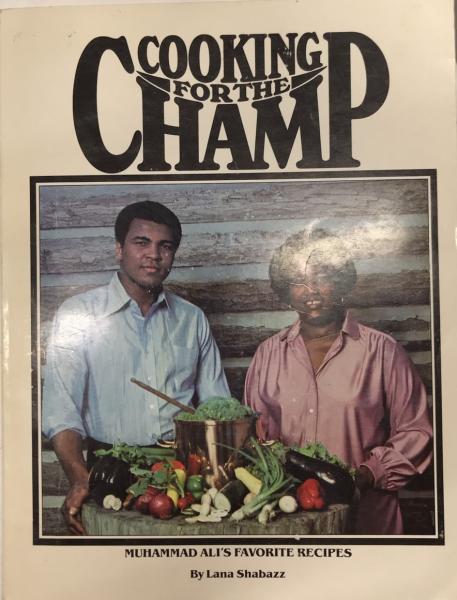 COOKING
FOR THE
CHAMP
MUHAMMAD ALI'S FAVORITE RECIPES
By Lana Shabazz